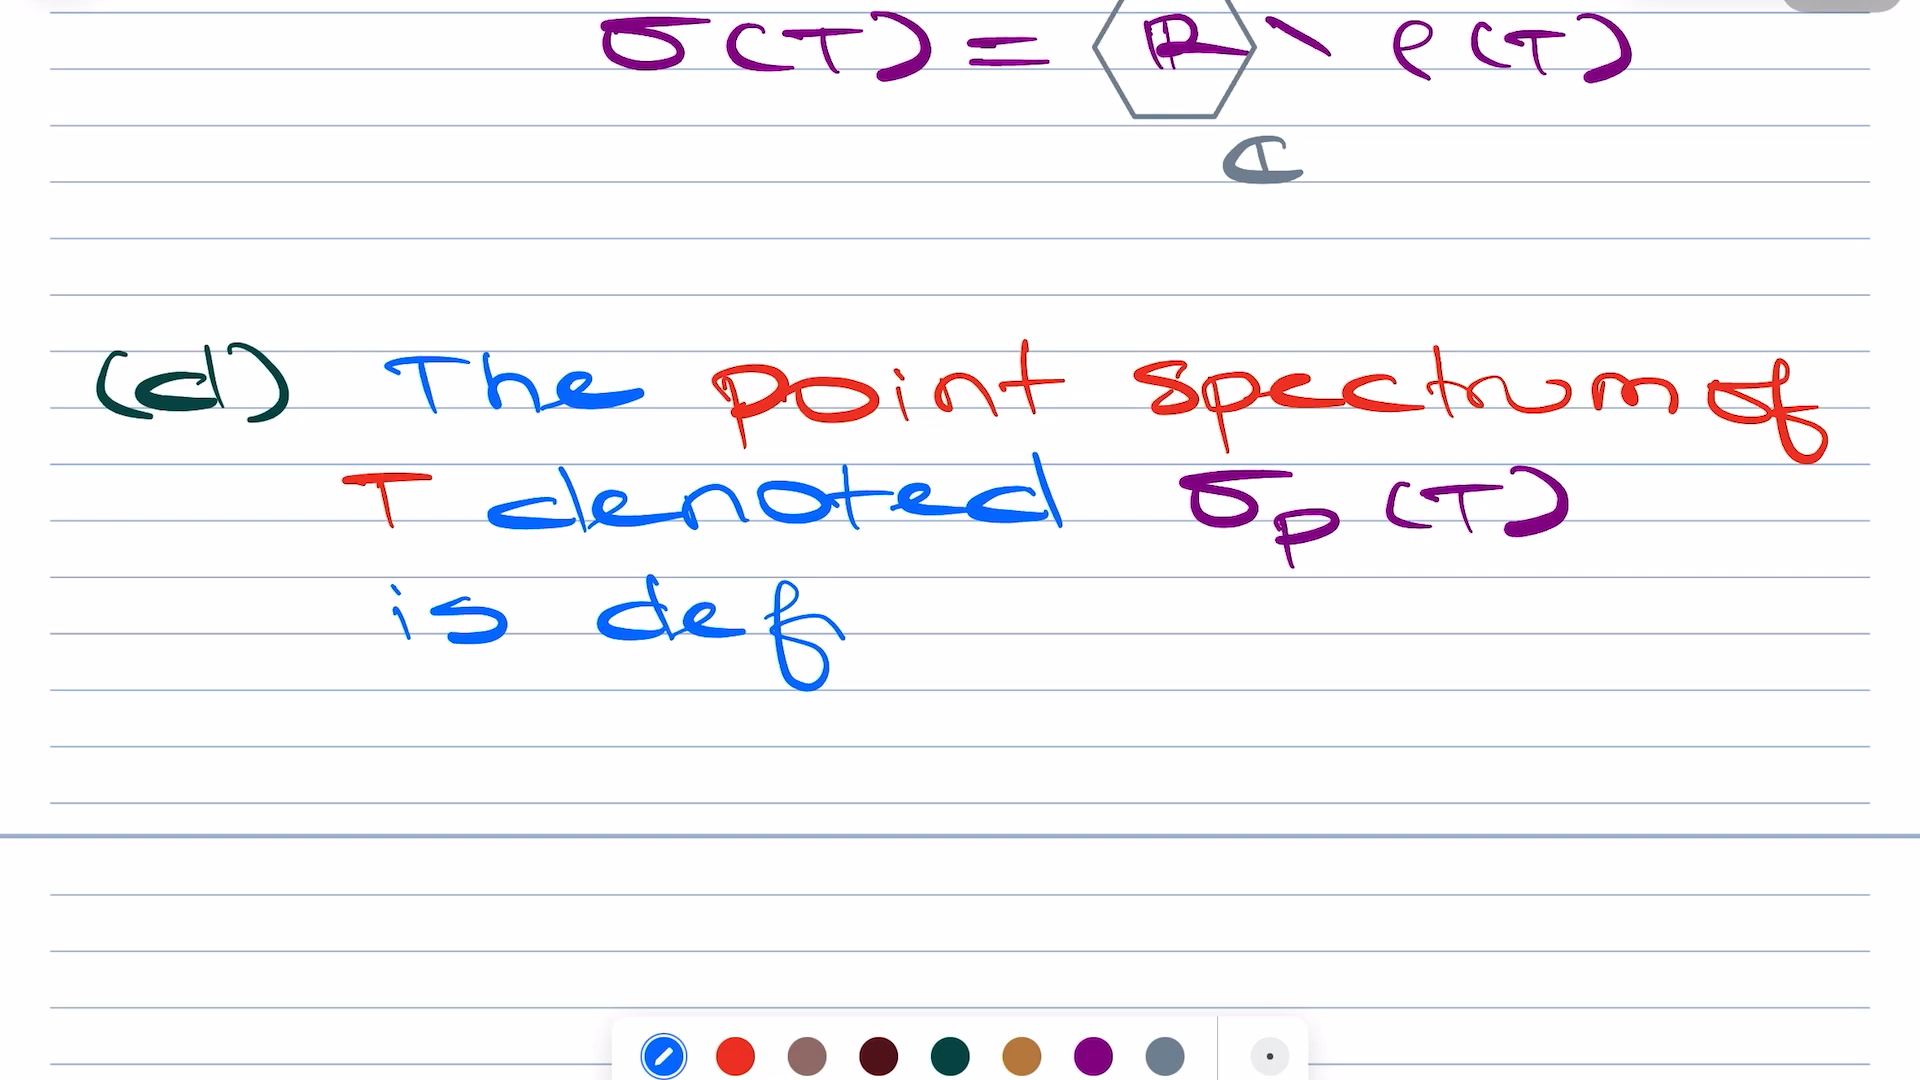 σ(T) = ℝ \ ρ(T)
ℂ
(d) The point spectrum of
T denoted σp (T)
is def